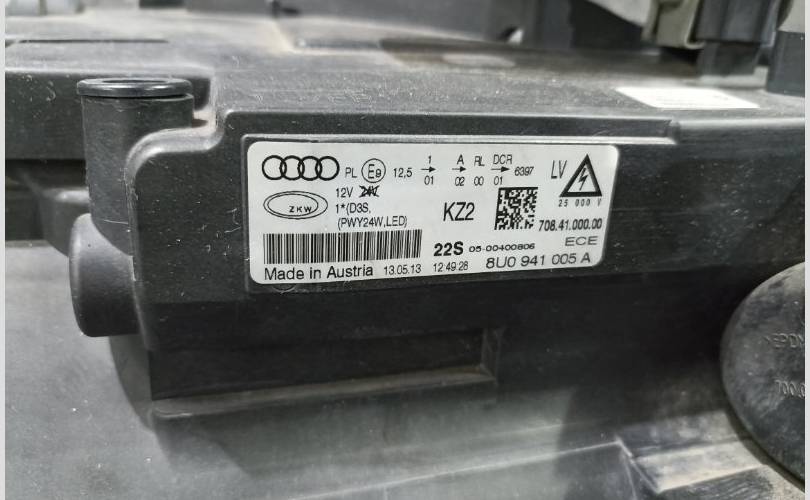 PL E9 12,5 1 → 01 A → 02 RL 00 DCR → 01 6397 LV
12V 24V
25 000 V
ZKW 1*(D3S,
(PWY24W,LED)
KZ2
708.41.000.00
22S 05-00400806 ECE
Made in Austria 13.05.13 12:49:28 8U0 941 005 A